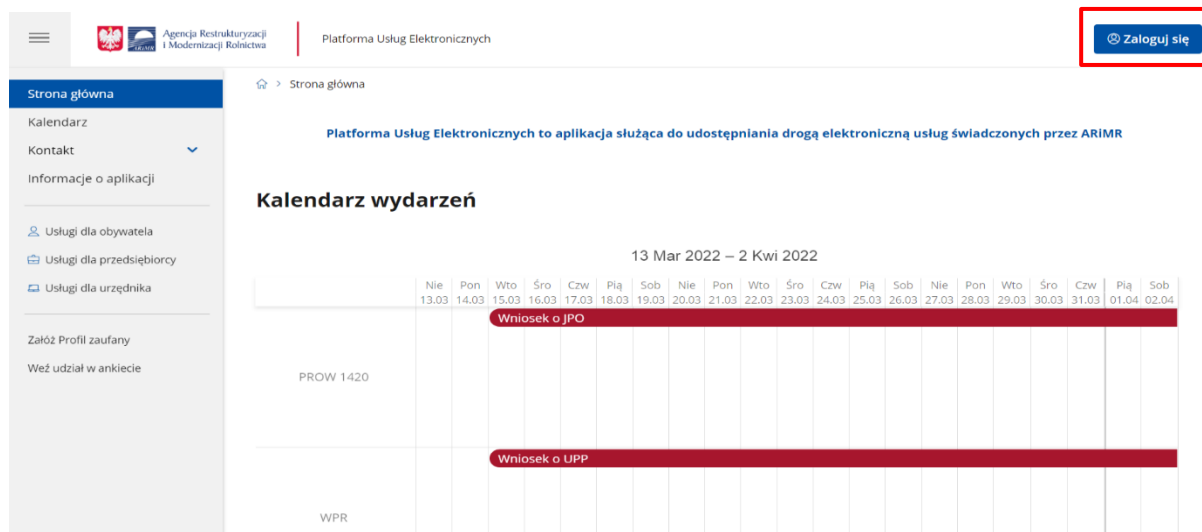 ARiMR
Agencja Restrukturyzacji
i Modernizacji Rolnictwa
Platforma Usług Elektronicznych
Zaloguj się
Strona główna
Kalendarz
Kontakt
Informacje o aplikacji
Usługi dla obywatela
Usługi dla przedsiębiorcy
Usługi dla urzędnika
Załóż Profil zaufany
Weź udział w ankiecie
> Strona główna
Platforma Usług Elektronicznych to aplikacja służąca do udostępniania drogą elektroniczną usług świadczonych przez ARiMR
Kalendarz wydarzeń
13 Mar 2022 – 2 Kwi 2022
Nie Pon Wto Śro Czw Pią Sob Nie Pon Wto Śro Czw Pią Sob Nie Pon Wto Śro Czw Pią Sob
13.03 14.03 15.03 16.03 17.03 18.03 19.03 20.03 21.03 22.03 23.03 24.03 25.03 26.03 27.03 28.03 29.03 30.03 31.03 01.04 02.04
Wniosek o JPO
PROW 1420
Wniosek o UPP
WPR